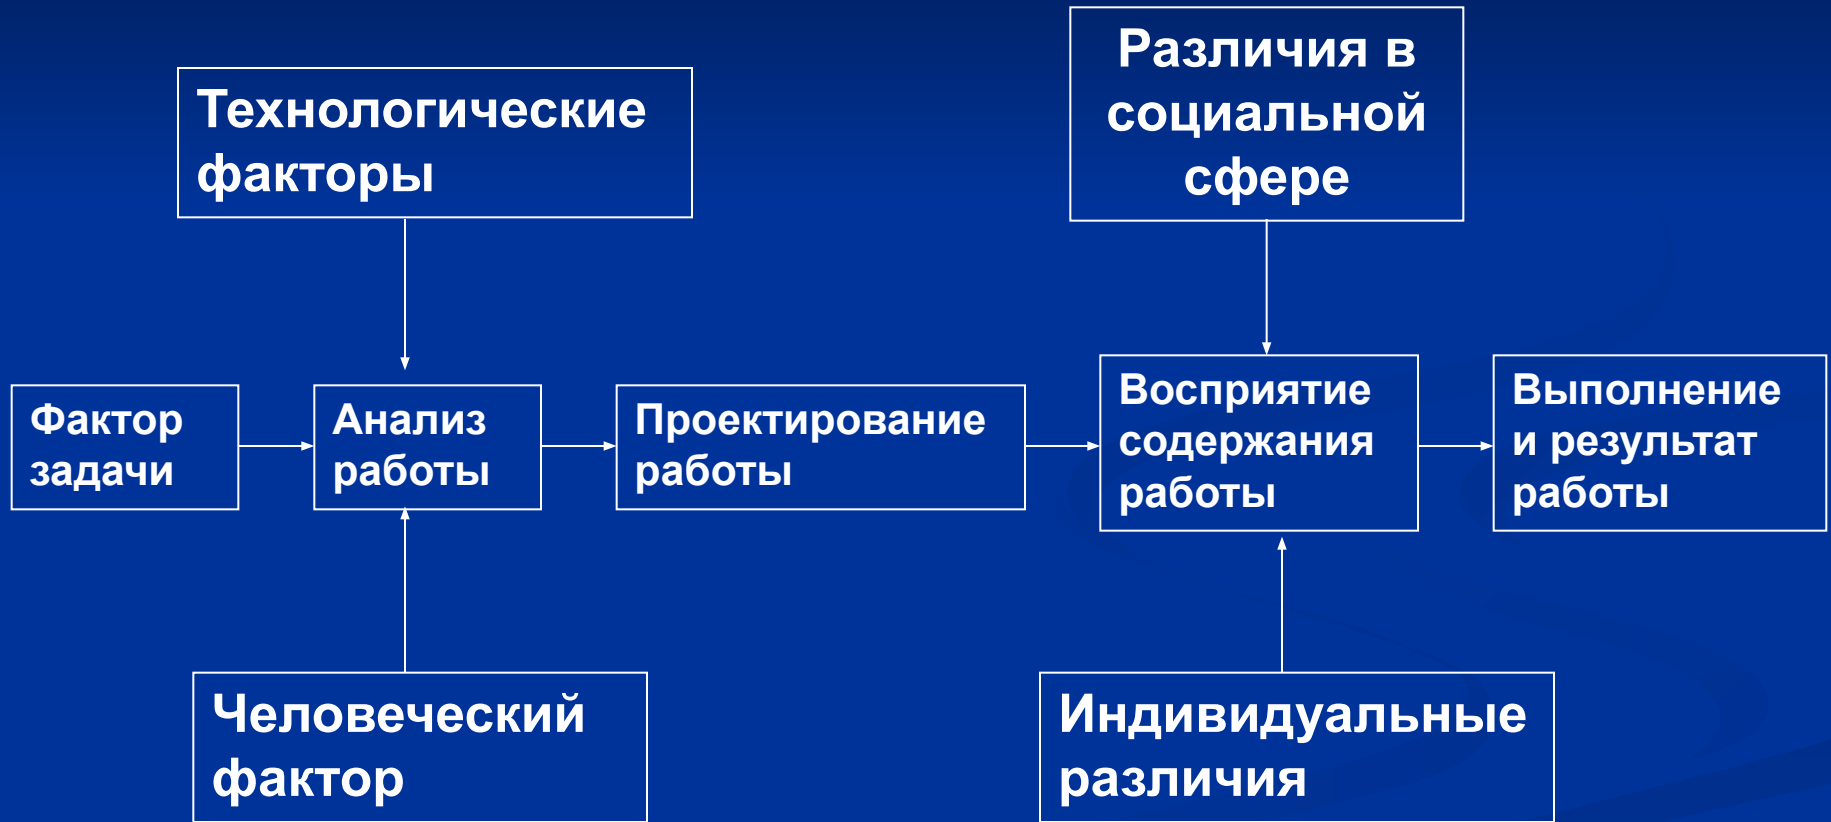 Технологические
факторы
Различия в
социальной
сфере
Фактор
задачи
Анализ
работы
Проектирование
работы
Восприятие
содержания
работы
Выполнение
и результат
работы
Человеческий
фактор
Индивидуальные
различия